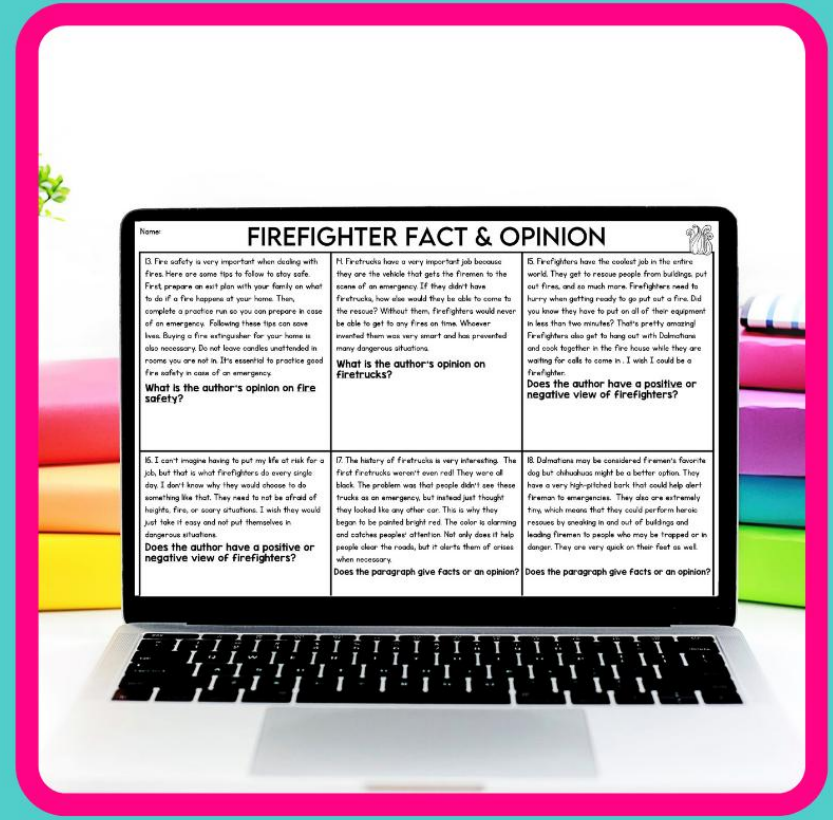 Name:
FIREFIGHTER FACT & OPINION
13. Fire safety is very important when dealing with
fires. Here are some tips to follow to stay safe.
First, prepare an exit plan with your family on what
to do if a fire happens at your home. Then,
complete a practice run so you can prepare in case
of an emergency. Following these tips can save
lives. Buying a fire extinguisher for your home is
also necessary. Do not leave candles unattended in
rooms you are not in. It's essential to practice good
fire safety in case of an emergency.
What is the author's opinion on fire
safety?
14. Firetrucks have a very important job because
they are the vehicle that gets the firemen to the
scene of an emergency. If they didn't have
firetrucks, how else would they be able to come to
the rescue? Without them, firefighters would never
be able to get to any fires on time. Whoever
invented them was very smart and has prevented
many dangerous situations.
What is the author's opinion on
firetrucks?
15. Firefighters have the coolest job in the entire
world. They get to rescue people from buildings, put
out fires, and so much more. Firefighters need to
hurry when getting ready to go put out a fire. Did
you know they have to put on all of their equipment
in less than two minutes? That's pretty amazing!
Firefighters also get to hang out with Dalmatians
and cook together in the fire house while they are
waiting for calls to come in . I wish I could be a
firefighter.
Does the author have a positive or
negative view of firefighters?
16. I can't imagine having to put my life at risk for a
job, but that is what firefighters do every single
day. I don't know why they would choose to do
something like that. They need to not be afraid of
heights, fire, or scary situations. I wish they would
just take it easy and not put themselves in
dangerous situations.
Does the author have a positive or
negative view of firefighters?
17. The history of firetrucks is very interesting. The
first firetrucks weren't even red! They were all
black. The problem was that people didn't see these
trucks as an emergency, but instead just thought
they looked like any other car. This is why they
began to be painted bright red. The color is alarming
and catches peoples' attention. Not only does it help
people clear the roads, but it alerts them of crises
when necessary.
Does the paragraph give facts or an opinion?
18. Dalmatians may be considered firemen's favorite
dog but chihuahuas might be a better option. They
have a very high-pitched bark that could help alert
fireman to emergencies. They also are extremely
tiny, which means that they could perform heroic
rescues by sneaking in and out of buildings and
leading firemen to people who may be trapped or in
danger. They are very quick on their feet as well.
Does the paragraph give facts or an opinion?